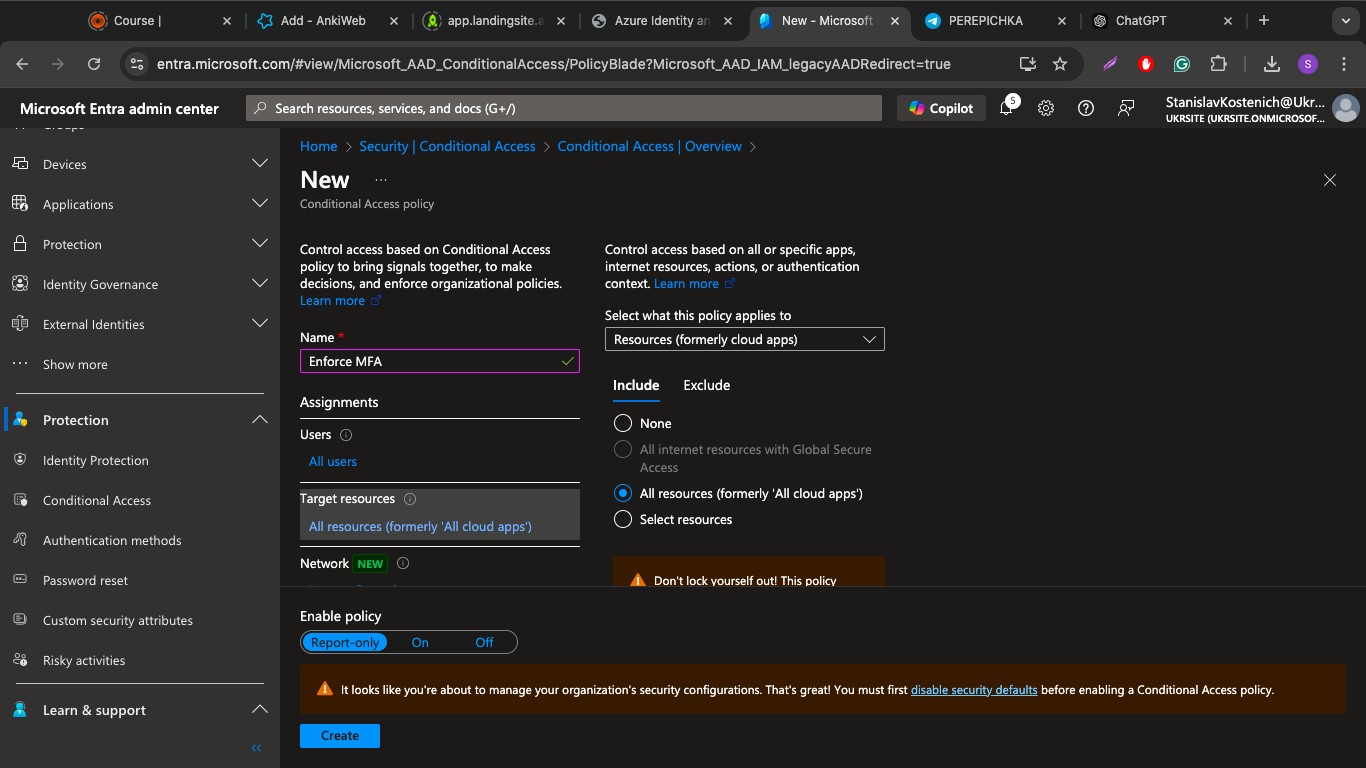 Course |
Add - AnkiWeb
app.landingsite.a
Azure Identity an
New - Microsoft
PEREPICHKA
ChatGPT
entra.microsoft.com/#view/Microsoft_AAD_ConditionalAccess/PolicyBlade?Microsoft_AAD_IAM_legacyAADRedirect=true
S
Microsoft Entra admin center
Search resources, services, and docs (G+/)
Copilot
5
StanislavKostenich@Ukr...
UKRSITE (UKRSITE.ONMICROSOF...
Groups
Devices
Applications
Protection
Identity Governance
External Identities
Show more
Protection
Identity Protection
Conditional Access
Authentication methods
Password reset
Custom security attributes
Risky activities
Learn & support
Home > Security | Conditional Access > Conditional Access | Overview >
New ...
Conditional Access policy
Control access based on Conditional Access
policy to bring signals together, to make
decisions, and enforce organizational policies.
Learn more
Name *
Enforce MFA
Assignments
Users
All users
Target resources
All resources (formerly 'All cloud apps')
Network NEW
Control access based on all or specific apps,
internet resources, actions, or authentication
context. Learn more
Select what this policy applies to
Resources (formerly cloud apps)
Include
Exclude
None
All internet resources with Global Secure
Access
All resources (formerly 'All cloud apps')
Select resources
Don't lock yourself out! This policy
Enable policy
Report-only On Off
It looks like you're about to manage your organization's security configurations. That's great! You must first disable security defaults before enabling a Conditional Access policy.
Create